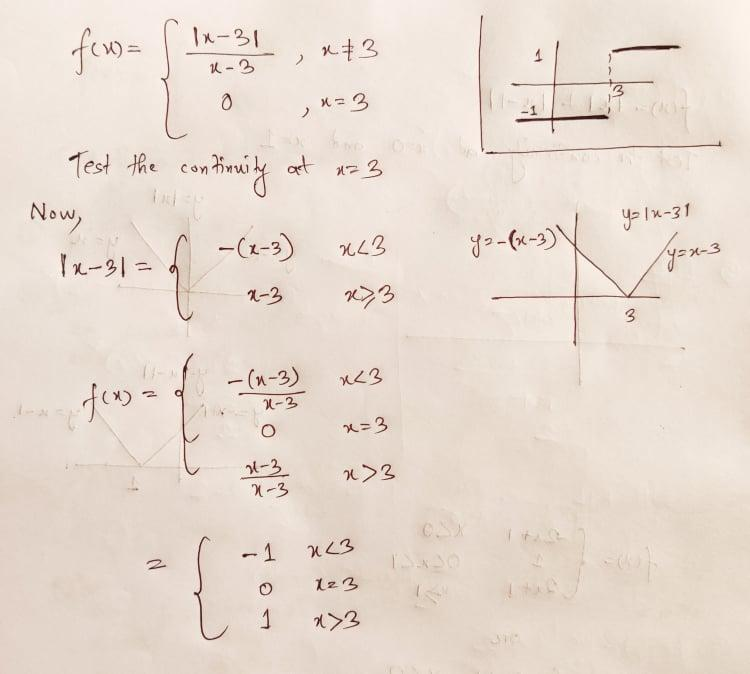 f(x) = { |x-3| / x-3 , x ≠ 3
0 , x = 3
1
3
-1
Test the continuity at x = 3
Now,
|x-3| = { -(x-3) x<3
x-3 x⩾3
y = |x-3|
y = -(x-3)
y = x-3
3
f(x) = { -(x-3) / x-3 x<3
0 x=3
x-3 / x-3 x>3
= { -1 x<3
0 x=3
1 x>3